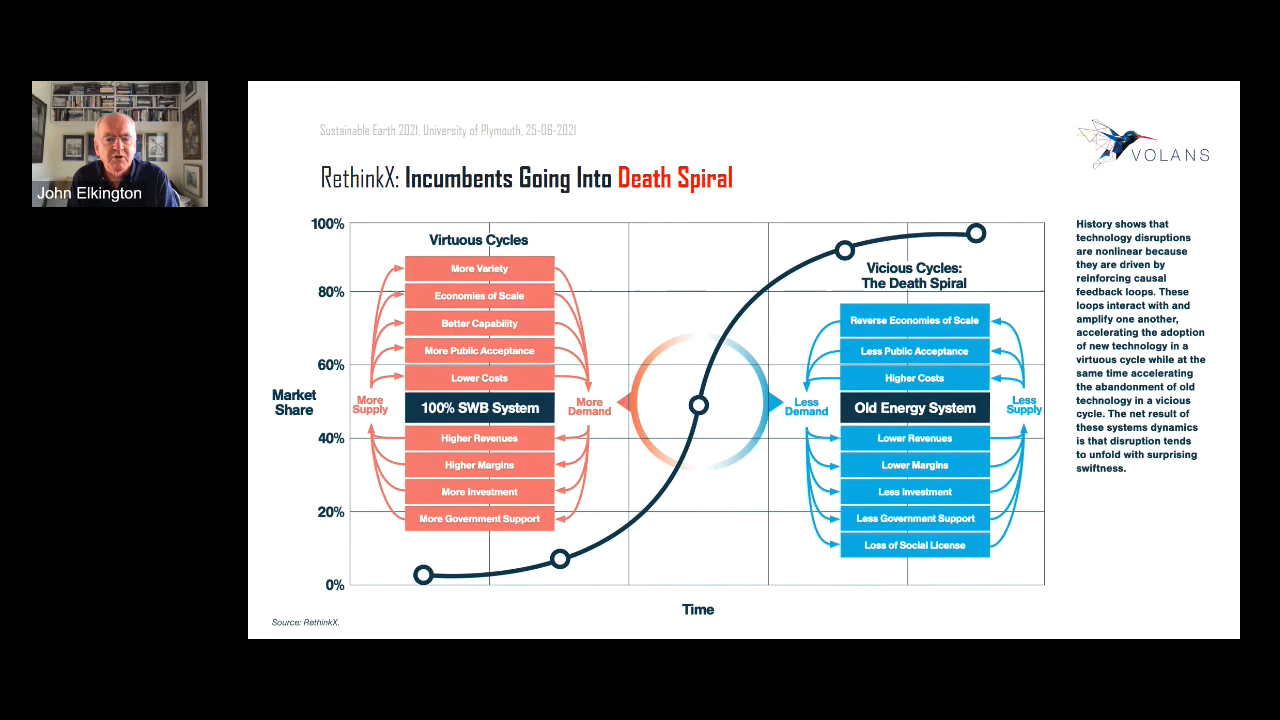 John Elkington
Sustainable Earth 2021, University of Plymouth, 25-06-2021
VOLANS
RethinkX: Incumbents Going Into Death Spiral
Market
Share
100%
80%
60%
40%
20%
0%
Virtuous Cycles
More Variety
Economies of Scale
Better Capability
More Public Acceptance
Lower Costs
More
Supply
100% SWB System
More
Demand
Higher Revenues
Higher Margins
More Investment
More Government Support
Vicious Cycles:
The Death Spiral
Reverse Economies of Scale
Less Public Acceptance
Higher Costs
Less
Demand
Old Energy System
Less
Supply
Lower Revenues
Lower Margins
Less Investment
Less Government Support
Loss of Social License
Time
History shows that
technology disruptions
are nonlinear because
they are driven by
reinforcing causal
feedback loops. These
loops interact with and
amplify one another,
accelerating the adoption
of new technology in a
virtuous cycle while at the
same time accelerating
the abandonment of old
technology in a vicious
cycle. The net result of
these systems dynamics
is that disruption tends
to unfold with surprising
swiftness.
Source: RethinkX.